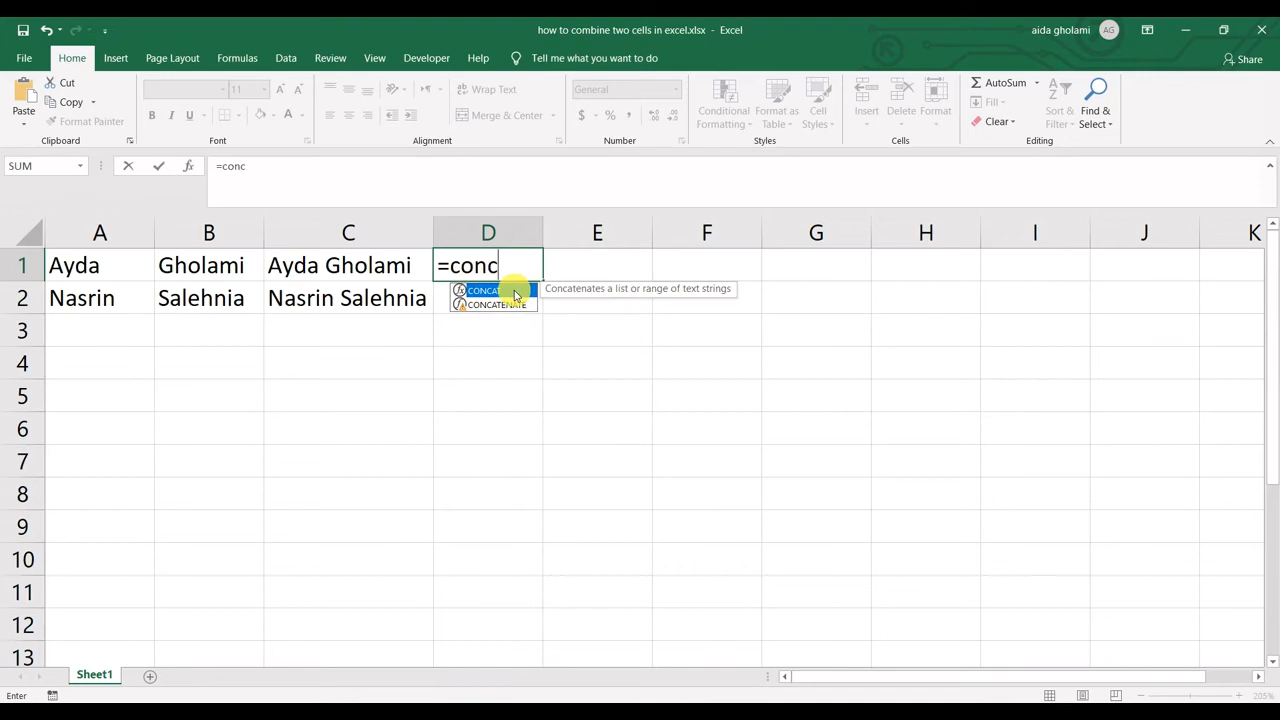 how to combine two cells in excel.xlsx - Excel
aida gholami AG
File Home Insert Page Layout Formulas Data Review View Developer Help Tell me what you want to do Share
Paste Cut Copy Format Painter
Clipboard
B I U
Font
Wrap Text
Merge & Center
Alignment
General
$ % ,
Number
Conditional Formatting
Format as Table
Cell Styles
Styles
Insert Delete Format
Cells
AutoSum
Fill
Clear
Sort & Filter
Find & Select
Editing
SUM fx =conc
A B C D E F G H I J K
1 Ayda Gholami Ayda Gholami =conc
CONCAT Concatenates a list or range of text strings
CONCATENATE
2 Nasrin Salehnia Nasrin Salehnia
3
4
5
6
7
8
9
10
11
12
13
Sheet1
Enter 205%